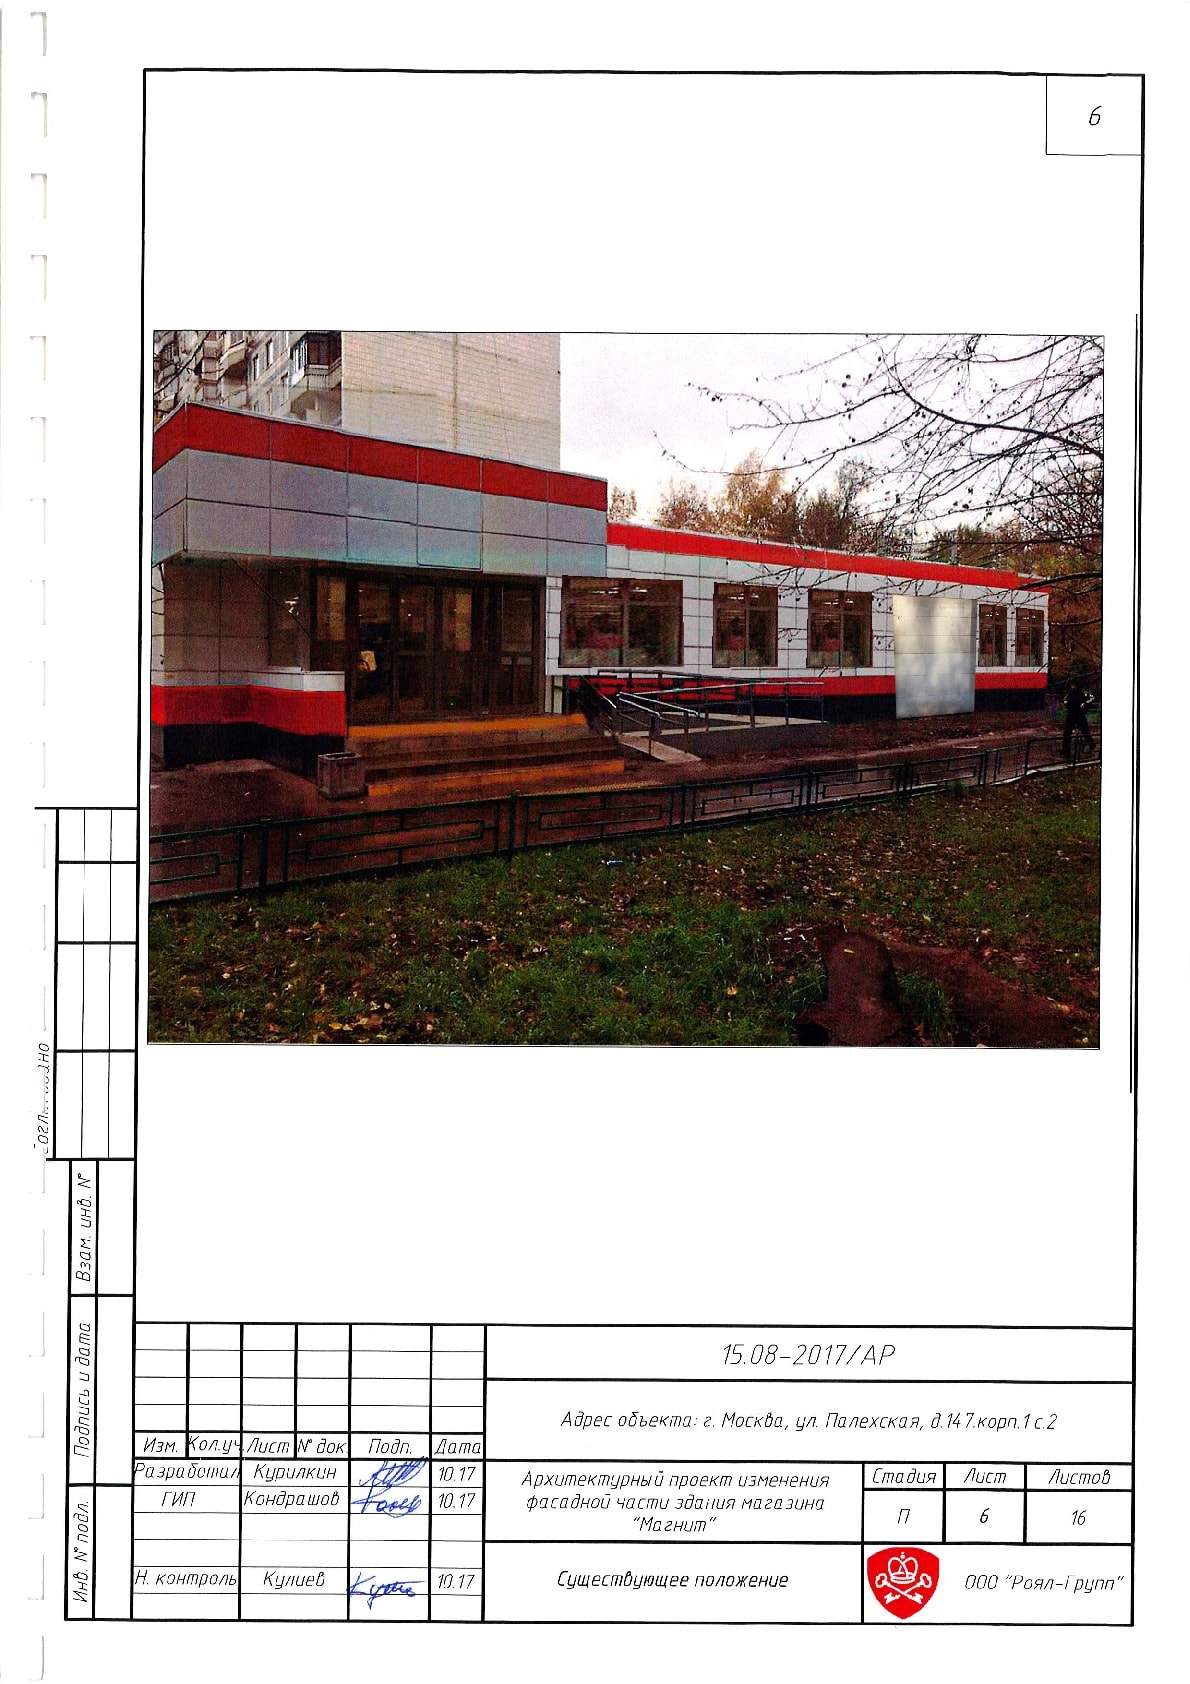 6
Согласовано
Взам. инв. №
Подпись и дата
Инв. № подл.
15.08-2017/АР
Адрес объекта: г. Москва, ул. Палехская, д.147.корп.1 с.2
Изм. Кол.уч. Лист № док. Подп. Дата
Разработал Курилкин 10.17
ГИП Кондрашов 10.17
Н. контроль Кулиев 10.17
Архитектурный проект изменения
фасадной части здания магазина
"Магнит"
Стадия Лист Листов
П 6 16
Существующее положение
ООО "Роял-Групп"